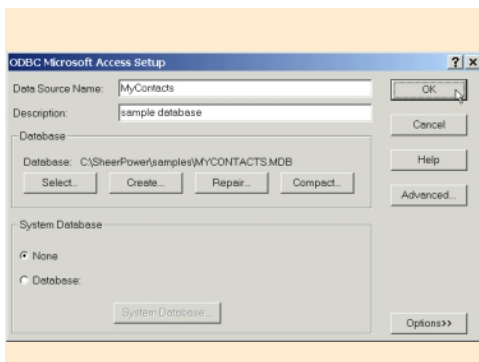 ODBC Microsoft Access Setup
Data Source Name: MyContacts
OK
Description: sample database
Cancel
Database
Database: C:\SheerPower\samples\MYCONTACTS.MDB
Help
Select... Create... Repair... Compact...
Advanced...
System Database
None
Database:
System Database...
Options>>